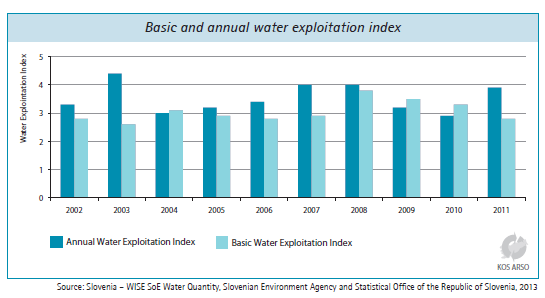 Basic and annual water exploitation index
Water Exploitation Index
5
4
3
2
1
0
2002 2003 2004 2005 2006 2007 2008 2009 2010 2011
Annual Water Exploitation Index Basic Water Exploitation Index
KOS ARSO
Source: Slovenia – WISE SoE Water Quantity, Slovenian Environment Agency and Statistical Office of the Republic of Slovenia, 2013